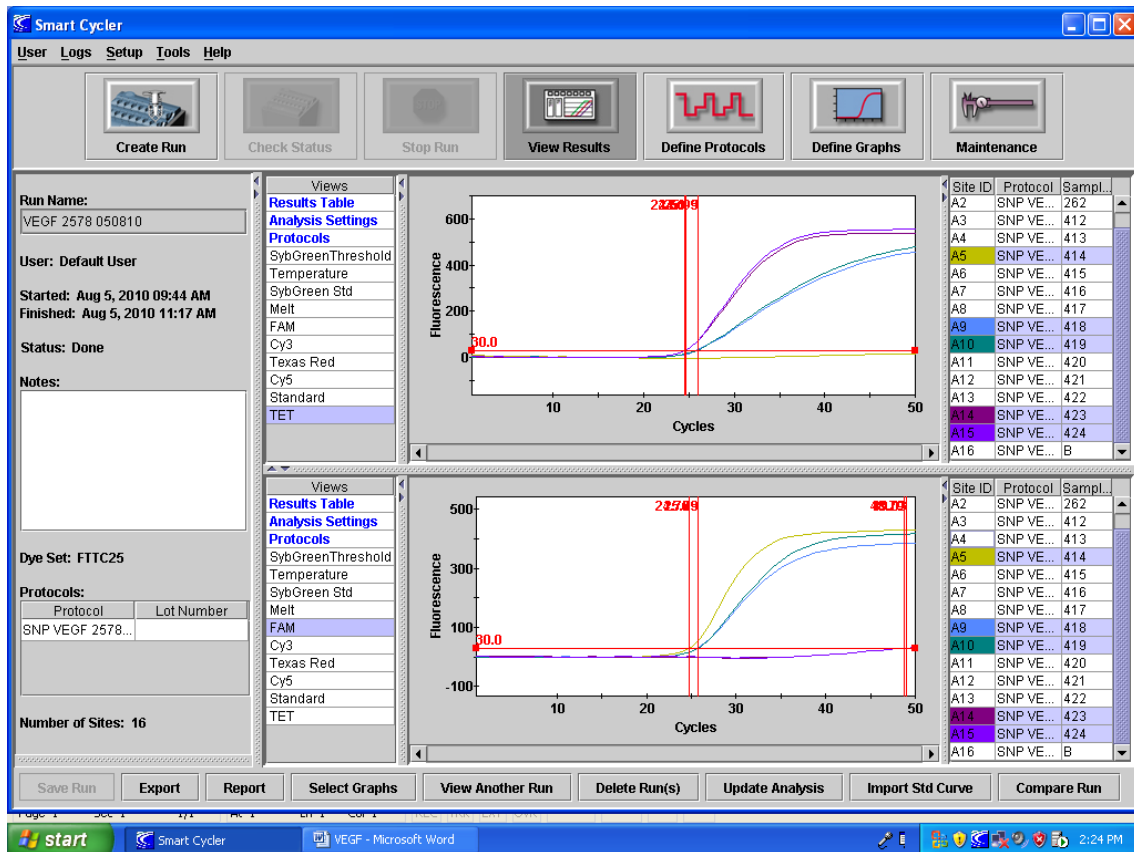 Smart Cycler
User Logs Setup Tools Help
Create Run Check Status Stop Run View Results Define Protocols Define Graphs Maintenance
Run Name:
VEGF 2578 050810
User: Default User
Started: Aug 5, 2010 09:44 AM
Finished: Aug 5, 2010 11:17 AM
Status: Done
Notes:
Dye Set: FTTC25
Protocols:
Protocol Lot Number
SNP VEGF 2578...
Number of Sites: 16
Views
Results Table
Analysis Settings
Protocols
SybGreenThreshold
Temperature
SybGreen Std
Melt
FAM
Cy3
Texas Red
Cy5
Standard
TET
Fluorescence
600
400
200
0
30.0
10 20 30 40 50
Cycles
Site ID Protocol Sampl...
A2 SNP VE... 262
A3 SNP VE... 412
A4 SNP VE... 413
A5 SNP VE... 414
A6 SNP VE... 415
A7 SNP VE... 416
A8 SNP VE... 417
A9 SNP VE... 418
A10 SNP VE... 419
A11 SNP VE... 420
A12 SNP VE... 421
A13 SNP VE... 422
A14 SNP VE... 423
A15 SNP VE... 424
A16 SNP VE... B
Views
Results Table
Analysis Settings
Protocols
SybGreenThreshold
Temperature
SybGreen Std
Melt
FAM
Cy3
Texas Red
Cy5
Standard
TET
Fluorescence
500
300
100
-100
30.0
10 20 30 40 50
Cycles
Site ID Protocol Sampl...
A2 SNP VE... 262
A3 SNP VE... 412
A4 SNP VE... 413
A5 SNP VE... 414
A6 SNP VE... 415
A7 SNP VE... 416
A8 SNP VE... 417
A9 SNP VE... 418
A10 SNP VE... 419
A11 SNP VE... 420
A12 SNP VE... 421
A13 SNP VE... 422
A14 SNP VE... 423
A15 SNP VE... 424
A16 SNP VE... B
Save Run Export Report Select Graphs View Another Run Delete Run(s) Update Analysis Import Std Curve Compare Run
start Smart Cycler VEGF - Microsoft Word 2:24 PM